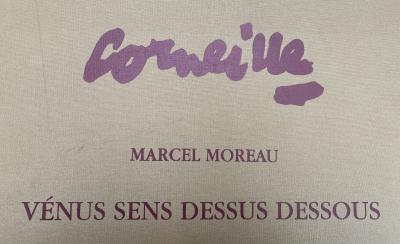 Corneille
MARCEL MOREAU
VÉNUS SENS DESSUS DESSOUS